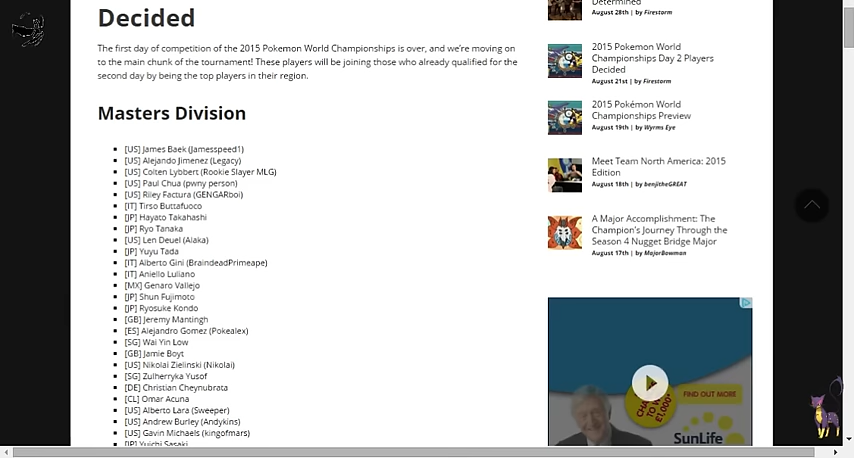 Decided
The first day of competition of the 2015 Pokemon World Championships is over, and we're moving on
to the main chunk of the tournament! These players will be joining those who already qualified for the
second day by being the top players in their region.
Masters Division
[US] James Baek (Jamesspeed1)
[US] Alejando Jimenez (Legacy)
[US] Colten Lybbert (Rookie Slayer MLG)
[US] Paul Chua (pwny person)
[US] Riley Factura (GENGARboi)
[IT] Tirso Buttafuoco
[JP] Hayato Takahashi
[JP] Ryo Tanaka
[US] Len Deuel (Alaka)
[JP] Yuyu Tada
[IT] Alberto Gini (BraindeadPrimeape)
[IT] Aniello Luliano
[MX] Genaro Vallejo
[JP] Shun Fujimoto
[JP] Ryosuke Kondo
[GB] Jeremy Mantingh
[ES] Alejandro Gomez (Pokealex)
[SG] Wai Yin Low
[GB] Jamie Boyt
[US] Nikolai Zielinski (Nikolai)
[SG] Zulherryka Yusof
[DE] Christian Cheynubrata
[CL] Omar Acuna
[US] Alberto Lara (Sweeper)
[US] Andrew Burley (Andykins)
[US] Gavin Michaels (kingofmars)
[JP] Yuichi Sasaki
Determined
August 28th | by Firestorm
2015 Pokemon World
Championships Day 2 Players
Decided
August 21st | by Firestorm
2015 Pokémon World
Championships Preview
August 19th | by Wyrms Eye
Meet Team North America: 2015
Edition
August 18th | by benjitheGREAT
A Major Accomplishment: The
Champion's Journey Through the
Season 4 Nugget Bridge Major
August 17th | by MajorBowman
FIND OUT MORE
£1,000*
SunLife